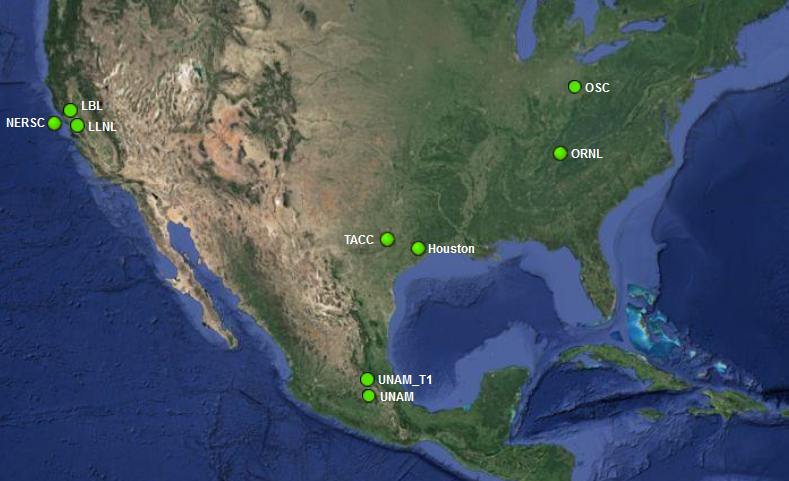 OSC
LBL
NERSC
LLNL
ORNL
TACC
Houston
UNAM_T1
UNAM